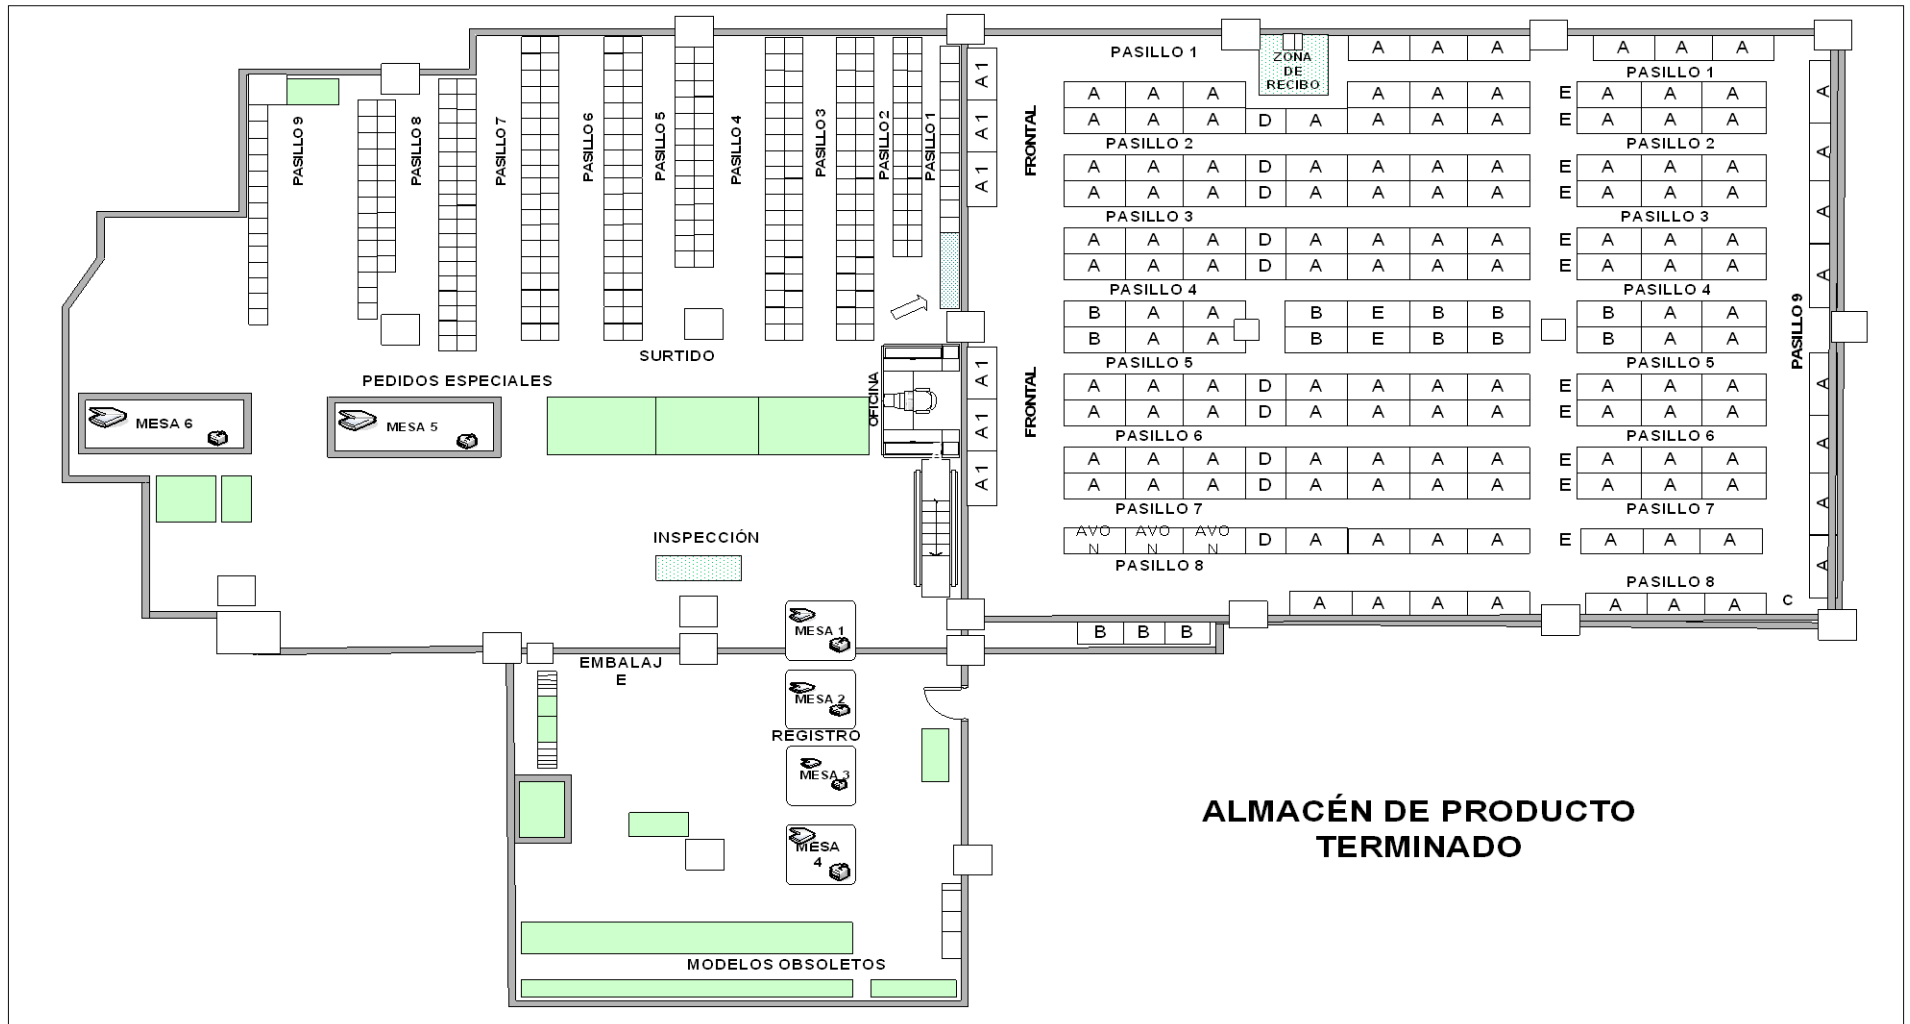 PASILLO 9
PASILLO 8
PASILLO 7
PASILLO 6
PASILLO 5
PASILLO 4
PASILLO 3
PASILLO 2
PASILLO 1
SURTIDO
PEDIDOS ESPECIALES
MESA 6
MESA 5
OFICINA
INSPECCIÓN
MESA 1
EMBALAJ
E
MESA 2
REGISTRO
MESA 3
MESA
4
MODELOS OBSOLETOS
A 1
A 1
A 1
A 1
A 1
A 1
FRONTAL
FRONTAL
PASILLO 1
ZONA
DE
RECIBO
A A A A A A
PASILLO 1
A A A A A A E A A A
A A A D A A A A E A A A
PASILLO 2 PASILLO 2
A A A D A A A A E A A A
A A A D A A A A E A A A
PASILLO 3 PASILLO 3
A A A D A A A A E A A A
A A A D A A A A E A A A
PASILLO 4 PASILLO 4
B A A B E B B B A A
B A A B E B B B A A
PASILLO 5 PASILLO 5
A A A D A A A A E A A A
A A A D A A A A E A A A
PASILLO 6 PASILLO 6
A A A D A A A A E A A A
A A A D A A A A E A A A
PASILLO 7 PASILLO 7
AVO AVO AVO D A A A A E A A A
N N N
PASILLO 8
PASILLO 8
A A A A A A A C
B B B
A
A
A
A
PASILLO 9
A
A
A
A
ALMACÉN DE PRODUCTO
TERMINADO